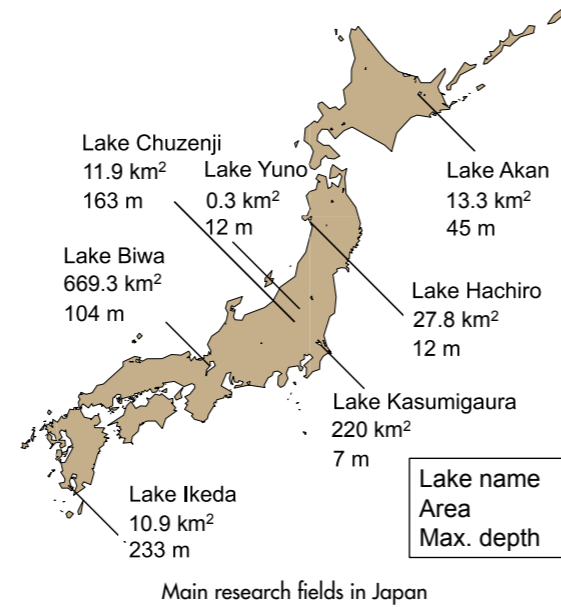 Lake Chuzenji
11.9 km²
163 m
Lake Yuno
0.3 km²
12 m
Lake Akan
13.3 km²
45 m
Lake Biwa
669.3 km²
104 m
Lake Hachiro
27.8 km²
12 m
Lake Kasumigaura
220 km²
7 m
Lake Ikeda
10.9 km²
233 m
Lake name
Area
Max. depth
Main research fields in Japan